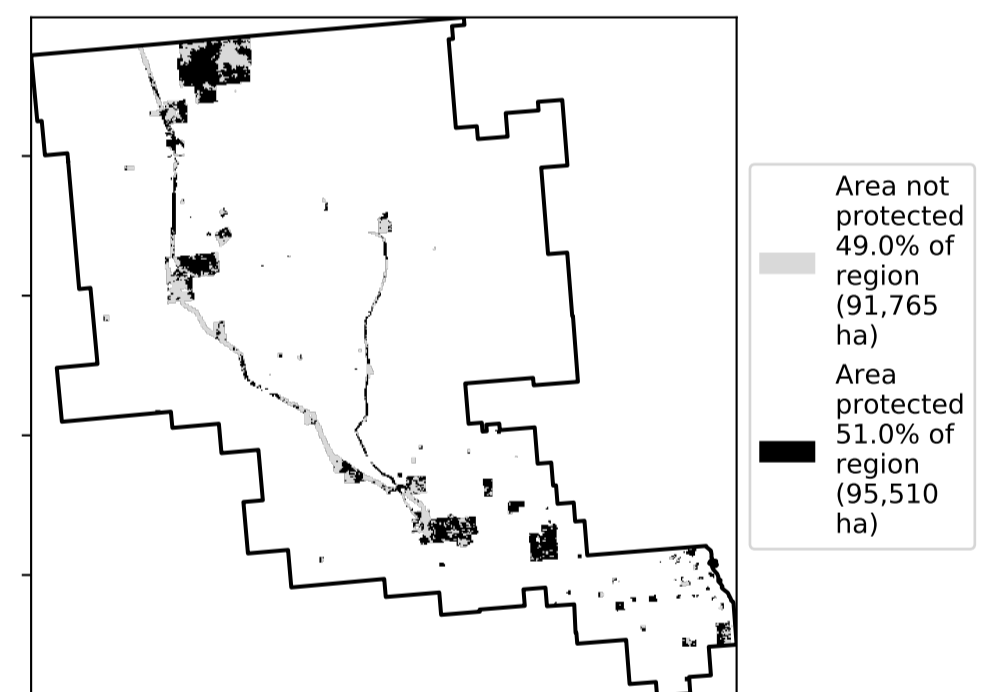 Area not
protected
49.0% of
region
(91,765
ha)
Area
protected
51.0% of
region
(95,510
ha)